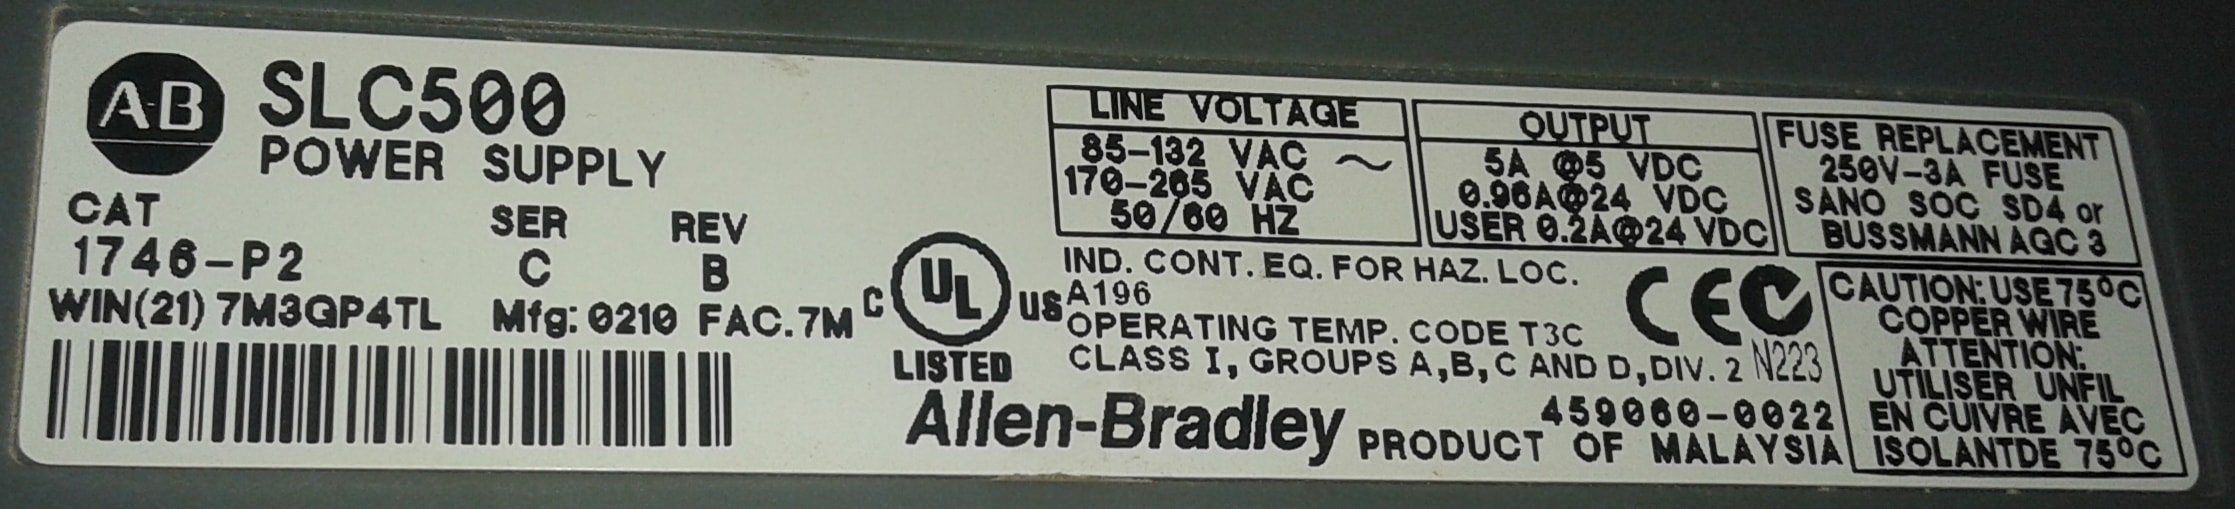 A-B
SLC500
POWER SUPPLY
CAT SER REV
1746-P2 C B
WIN(21) 7M3QP4TL Mfg: 0210 FAC. 7M
C UL US
LISTED
LINE VOLTAGE
85-132 VAC ~
170-265 VAC
50/60 HZ
OUTPUT
5A @5 VDC
0.96A@24 VDC
USER 0.2A@24 VDC
FUSE REPLACEMENT
250V-3A FUSE
SANO SOC SD4 or
BUSSMANN AGC 3
IND. CONT. EQ. FOR HAZ. LOC.
A196
OPERATING TEMP. CODE T3C
CLASS I, GROUPS A,B,C AND D,DIV. 2
CE
N223
Allen-Bradley
459060-0022
PRODUCT OF MALAYSIA
CAUTION: USE 75°C
COPPER WIRE
ATTENTION:
UTILISER UNFIL
EN CUIVRE AVEC
ISOLANTDE 75°C